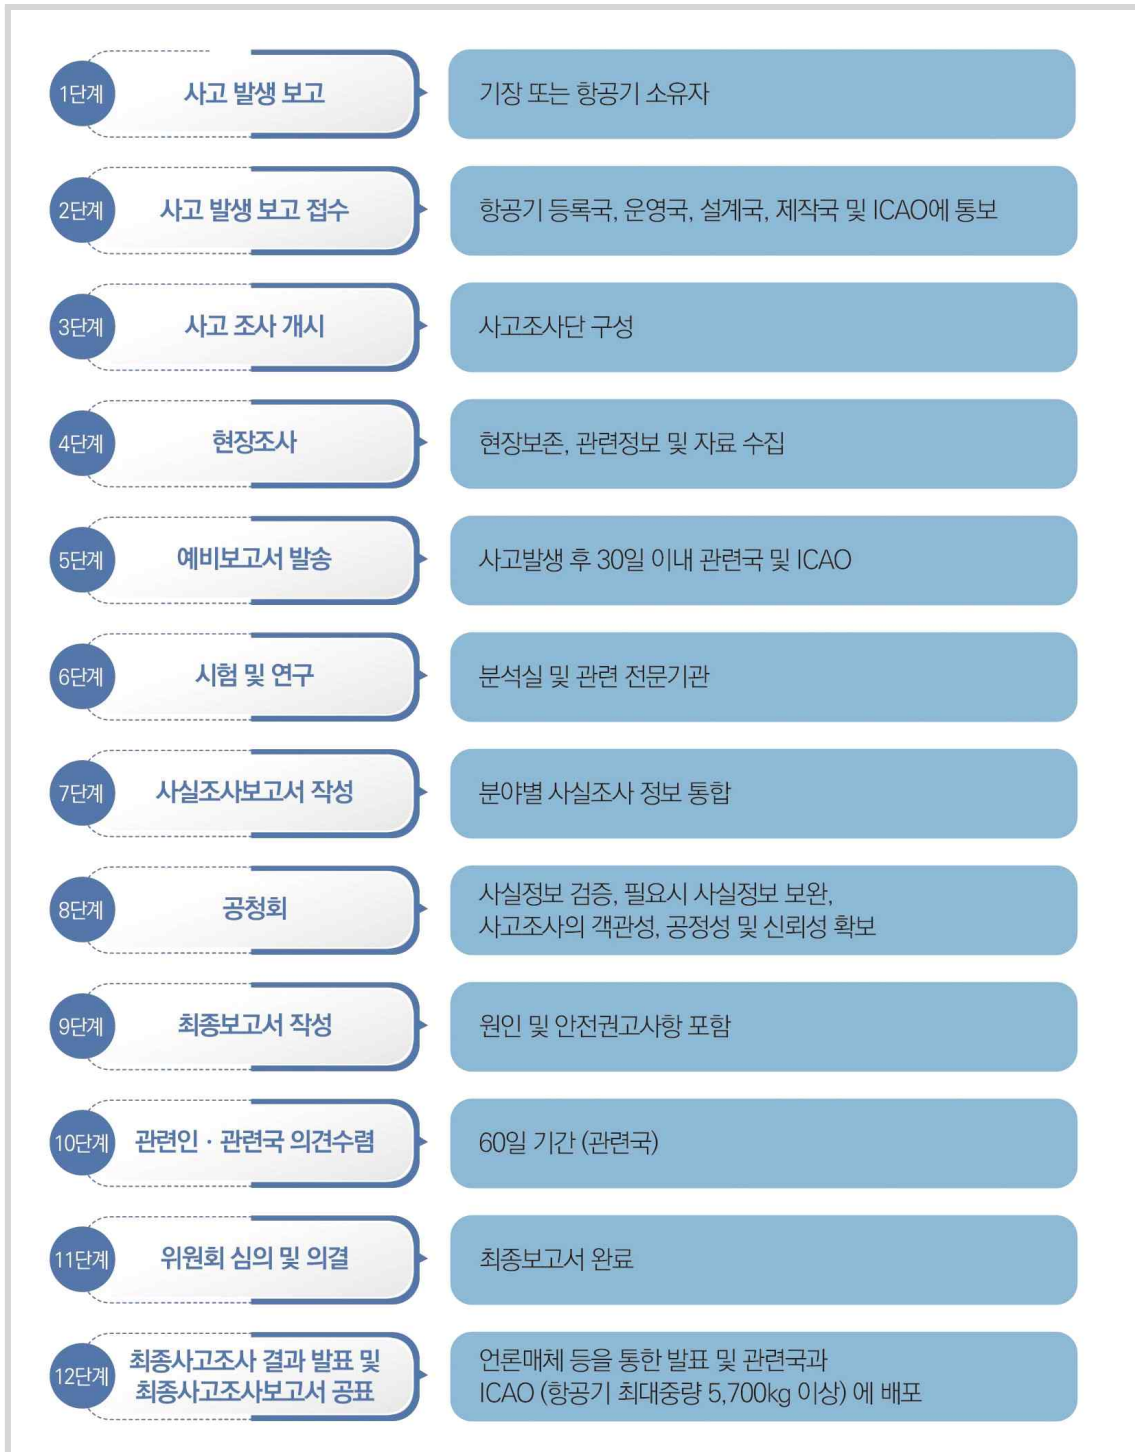 1단계
사고 발생 보고
기장 또는 항공기 소유자
2단계
사고 발생 보고 접수
항공기 등록국, 운영국, 설계국, 제작국 및 ICAO에 통보
3단계
사고 조사 개시
사고조사단 구성
4단계
현장조사
현장보존, 관련정보 및 자료 수집
5단계
예비보고서 발송
사고발생 후 30일 이내 관련국 및 ICAO
6단계
시험 및 연구
분석실 및 관련 전문기관
7단계
사실조사보고서 작성
분야별 사실조사 정보 통합
8단계
공청회
사실정보 검증, 필요시 사실정보 보완,
사고조사의 객관성, 공정성 및 신뢰성 확보
9단계
최종보고서 작성
원인 및 안전권고사항 포함
10단계
관련인 · 관련국 의견수렴
60일 기간 (관련국)
11단계
위원회 심의 및 의결
최종보고서 완료
12단계
최종사고조사 결과 발표 및
최종사고조사보고서 공표
언론매체 등을 통한 발표 및 관련국과
ICAO (항공기 최대중량 5,700kg 이상) 에 배포